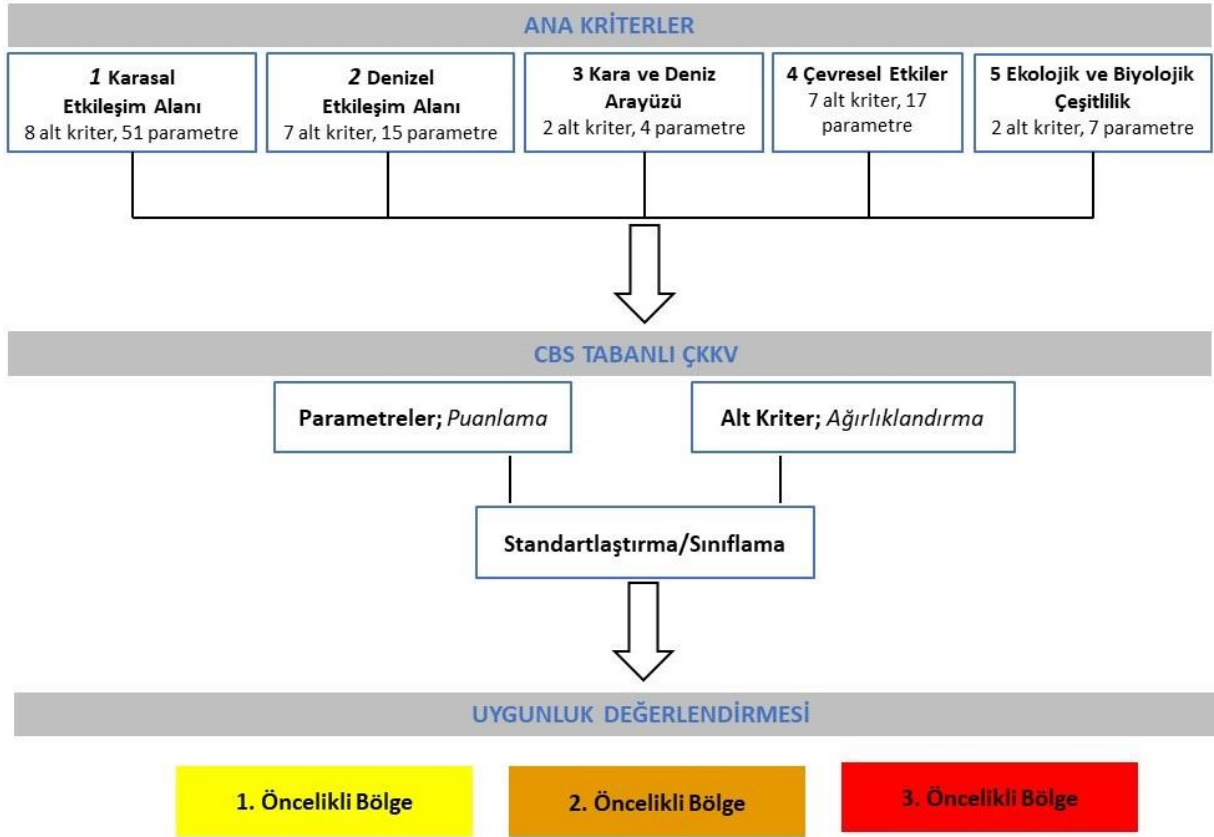 ANA KRİTERLER
1 Karasal
Etkileşim Alanı
8 alt kriter, 51 parametre
2 Denizel
Etkileşim Alanı
7 alt kriter, 15 parametre
3 Kara ve Deniz
Arayüzü
2 alt kriter, 4 parametre
4 Çevresel Etkiler
7 alt kriter, 17
parametre
5 Ekolojik ve Biyolojik
Çeşitlilik
2 alt kriter, 7 parametre
CBS TABANLI ÇKKV
Parametreler; Puanlama
Alt Kriter; Ağırlıklandırma
Standartlaştırma/Sınıflama
UYGUNLUK DEĞERLENDİRMESİ
1. Öncelikli Bölge
2. Öncelikli Bölge
3. Öncelikli Bölge